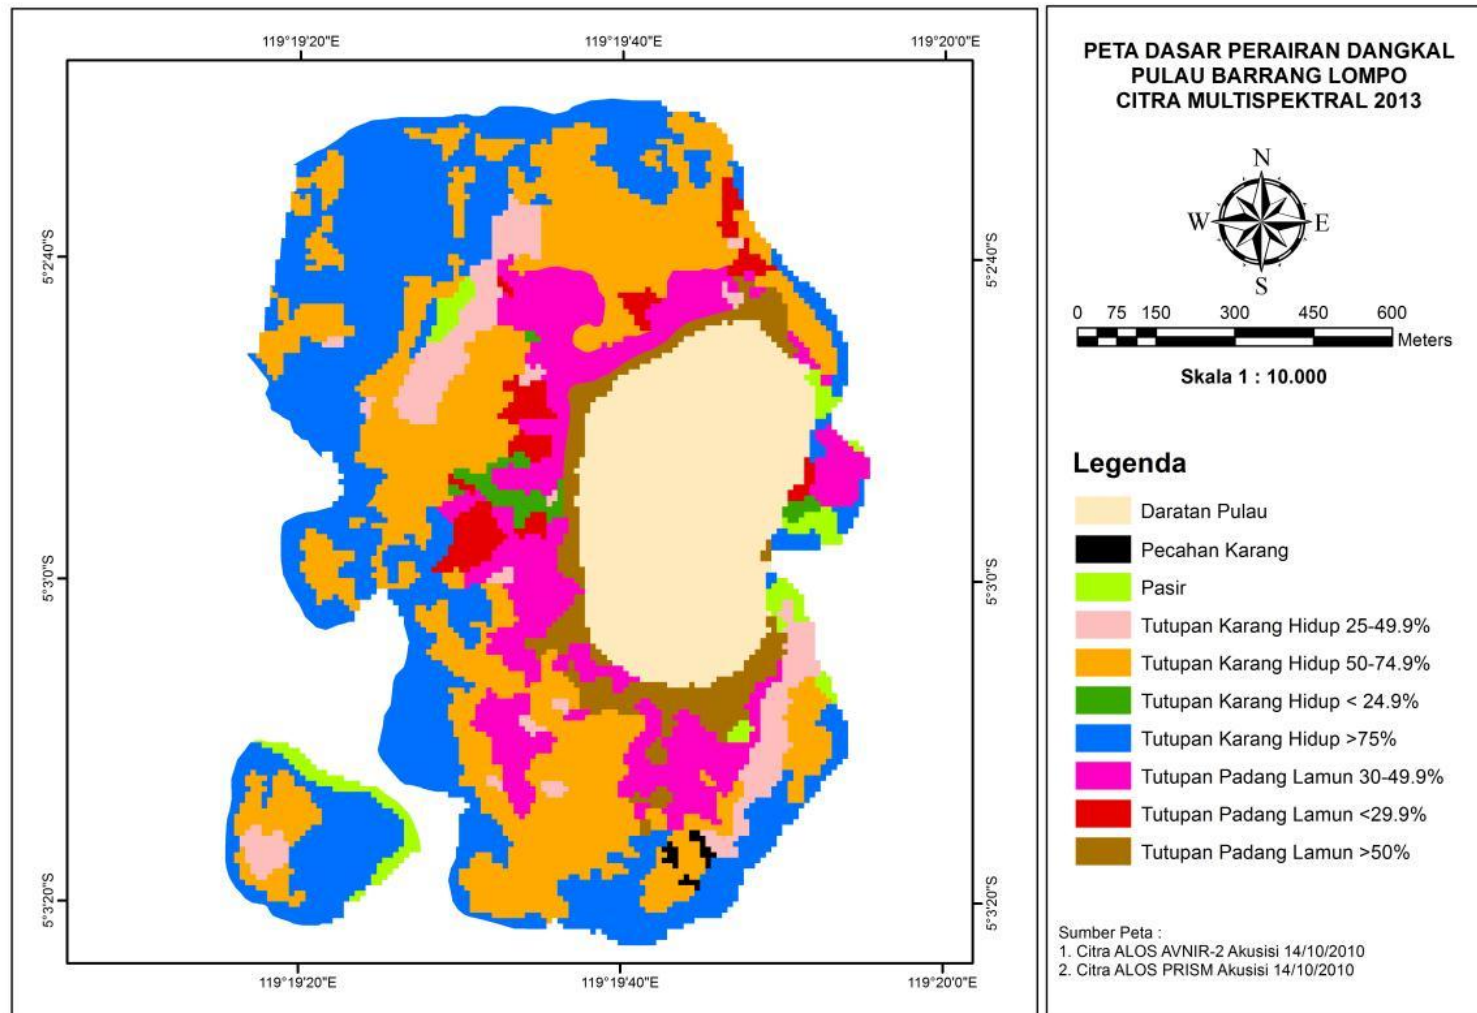 119°19'20"E
119°19'40"E
119°20'0"E
5°2'40"S
5°2'40"S
5°3'0"S
5°3'0"S
5°3'20"S
5°3'20"S
119°19'20"E
119°19'40"E
119°20'0"E
PETA DASAR PERAIRAN DANGKAL
PULAU BARRANG LOMPO
CITRA MULTISPEKTRAL 2013
N
W
E
S
0 75 150 300 450 600
Meters
Skala 1 : 10.000
Legenda
Daratan Pulau
Pecahan Karang
Pasir
Tutupan Karang Hidup 25-49.9%
Tutupan Karang Hidup 50-74.9%
Tutupan Karang Hidup < 24.9%
Tutupan Karang Hidup >75%
Tutupan Padang Lamun 30-49.9%
Tutupan Padang Lamun <29.9%
Tutupan Padang Lamun >50%
Sumber Peta :
1. Citra ALOS AVNIR-2 Akusisi 14/10/2010
2. Citra ALOS PRISM Akusisi 14/10/2010